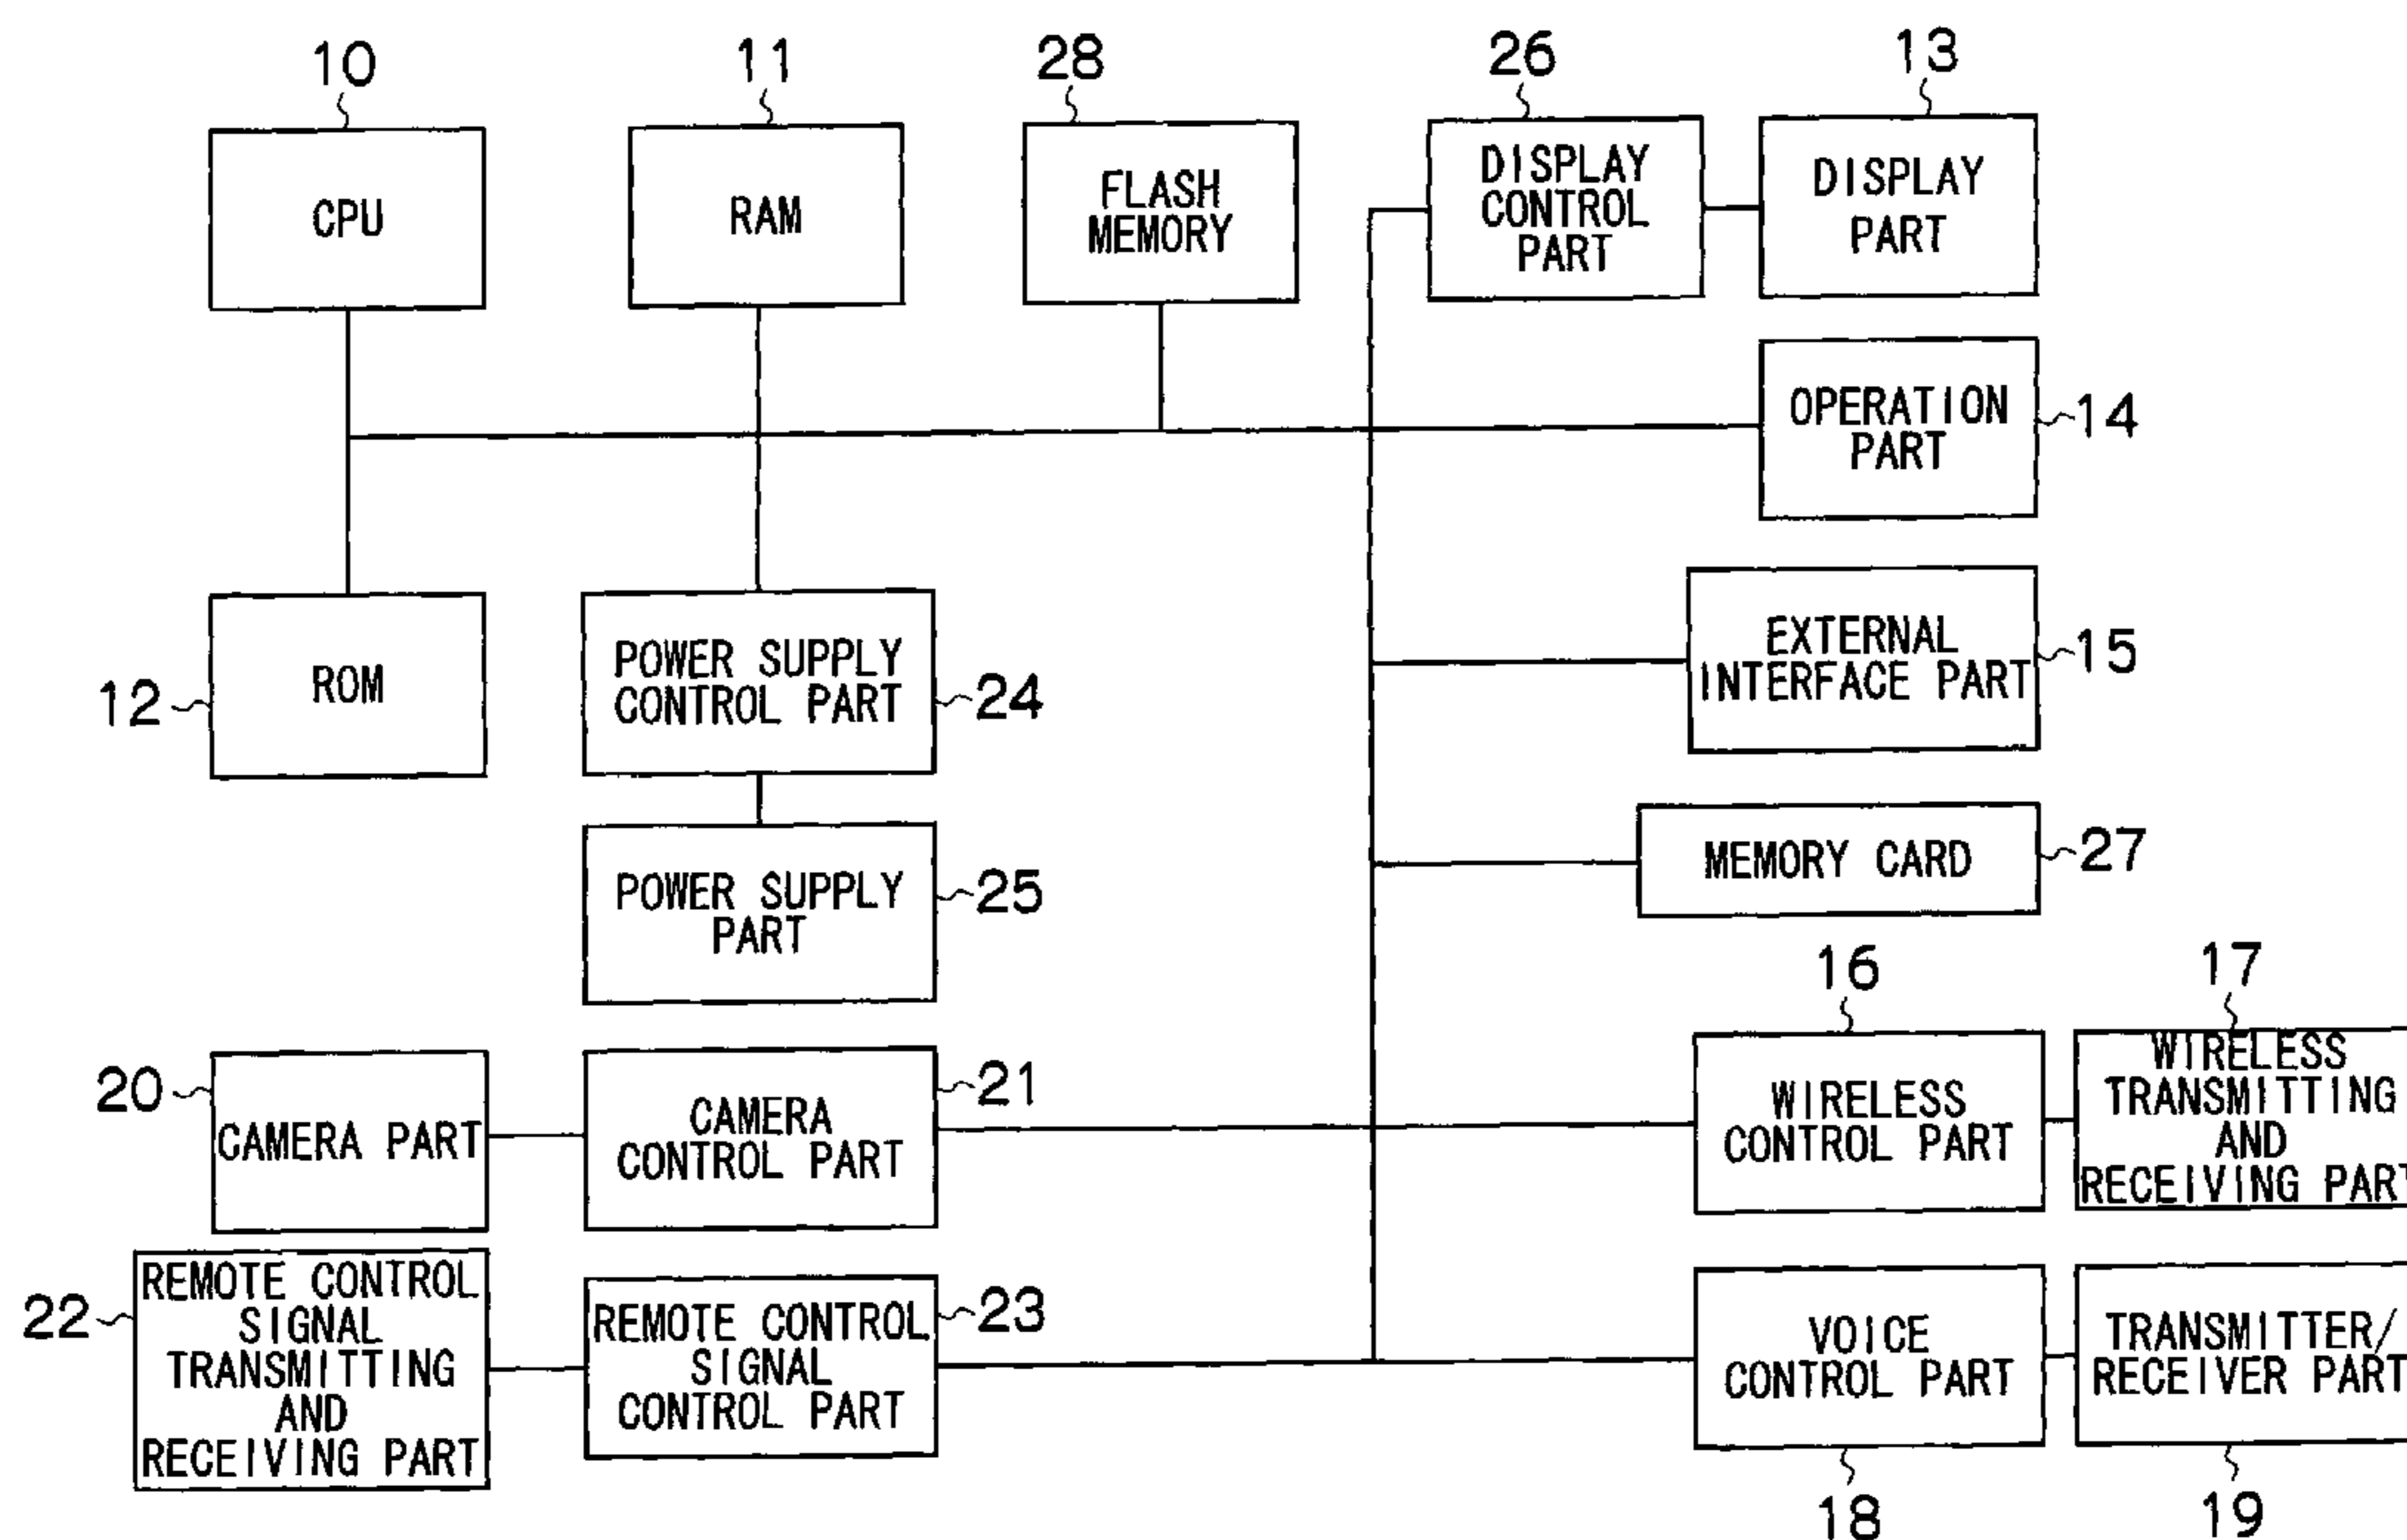 10
11
28
26
13
CPU
RAM
FLASH
MEMORY
DISPLAY
CONTROL
PART
DISPLAY
PART
OPERATION
PART
14
EXTERNAL
INTERFACE PART
15
ROM
12
POWER SUPPLY
CONTROL PART
24
POWER SUPPLY
PART
25
MEMORY CARD
27
16
17
20
CAMERA PART
CAMERA
CONTROL PART
21
WIRELESS
CONTROL PART
WIRELESS
TRANSMITTING
AND
RECEIVING PART
22
REMOTE CONTROL
SIGNAL
TRANSMITTING
AND
RECEIVING PART
REMOTE CONTROL
SIGNAL
CONTROL PART
23
VOICE
CONTROL PART
TRANSMITTER/
RECEIVER PART
18
19